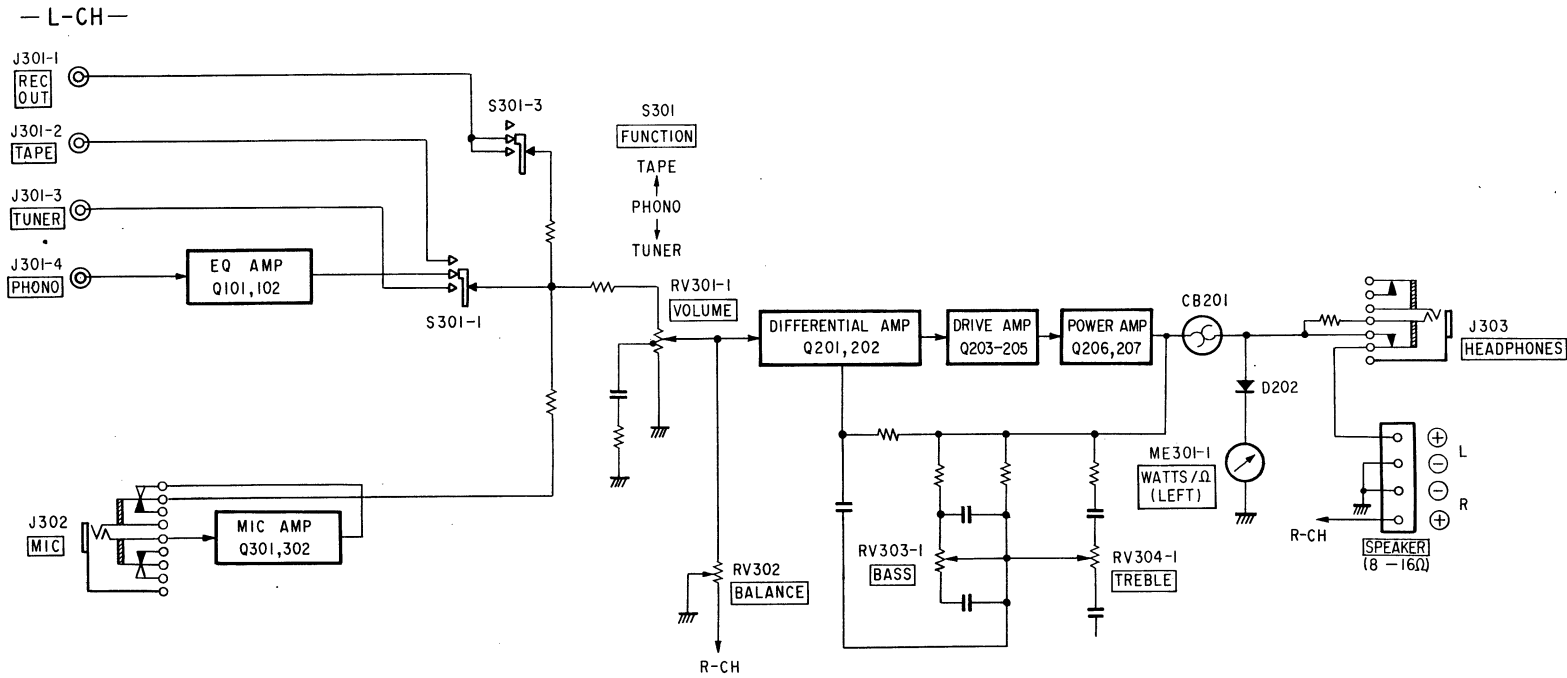 — L-CH —
J301-1
REC
OUT
J301-2
TAPE
J301-3
TUNER
J301-4
PHONO
EQ AMP
Q101,102
S301-3
S301-1
S301
FUNCTION
TAPE
PHONO
TUNER
RV301-1
VOLUME
DIFFERENTIAL AMP
Q201,202
DRIVE AMP
Q203-205
POWER AMP
Q206,207
CB201
J303
HEADPHONES
D202
ME301-1
WATTS/Ω
(LEFT)
⊕
⊖
L
⊖
⊕
R
R-CH
SPEAKER
(8 – 16Ω)
J302
MIC
MIC AMP
Q301,302
RV302
BALANCE
R-CH
RV303-1
BASS
RV304-1
TREBLE